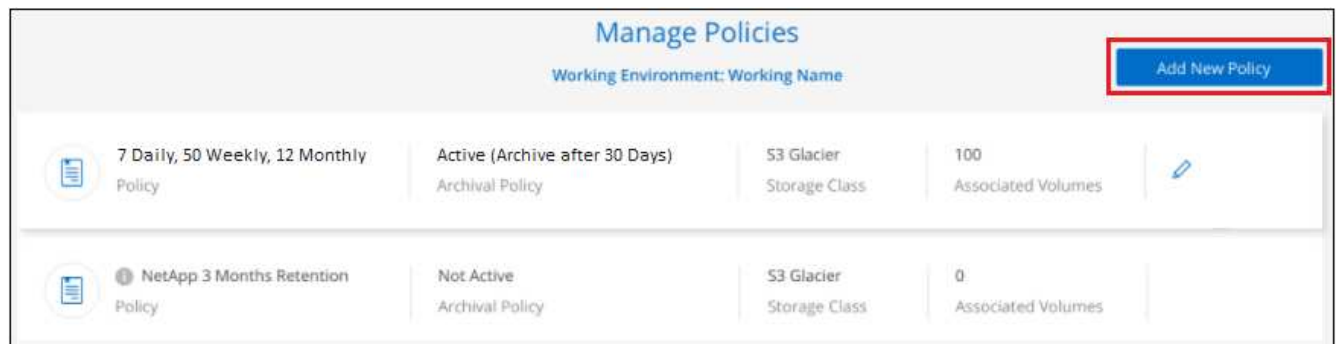 Manage Policies
Working Environment: Working Name
Add New Policy
7 Daily, 50 Weekly, 12 Monthly
Policy
Active (Archive after 30 Days)
Archival Policy
S3 Glacier
Storage Class
100
Associated Volumes
NetApp 3 Months Retention
Policy
Not Active
Archival Policy
S3 Glacier
Storage Class
0
Associated Volumes